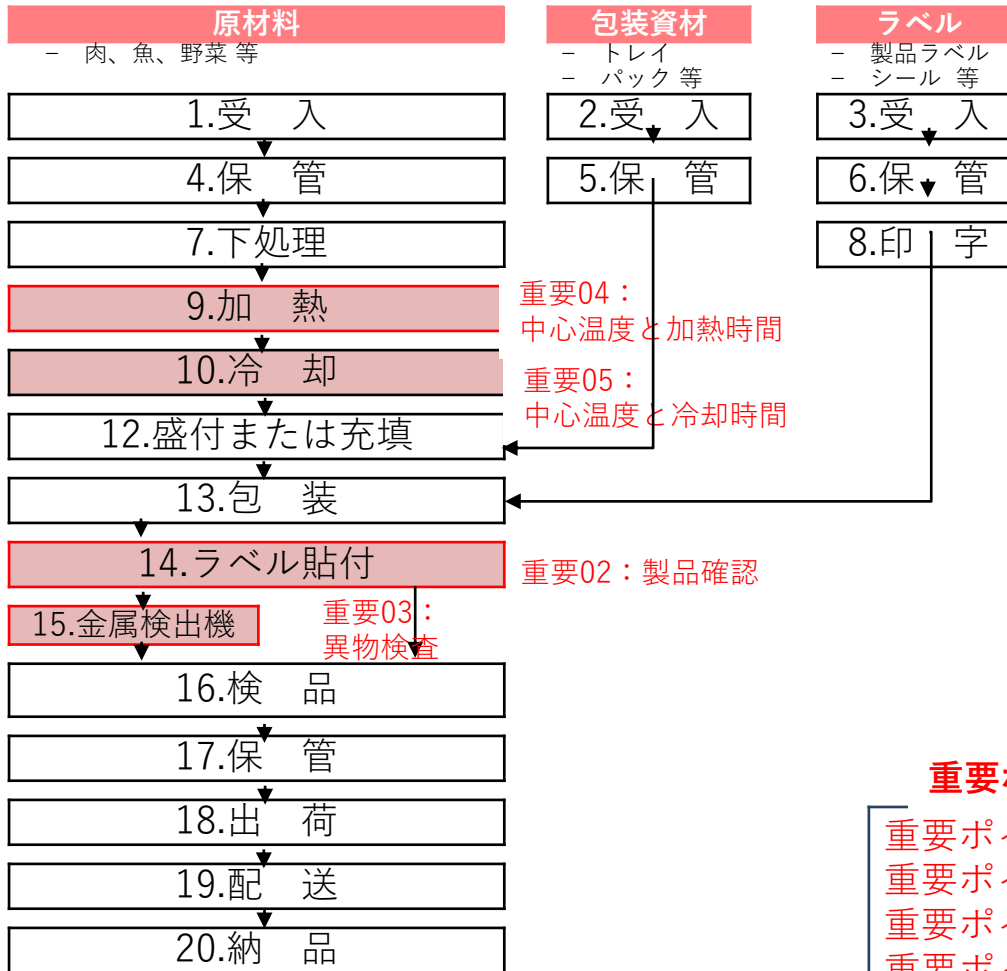 原材料
包装資材
ラベル
－ 肉、魚、野菜 等
－ トレイ
－ パック 等
－ 製品ラベル
－ シール 等
1.受　入
2.受　入
3.受　入
4.保　管
5.保　管
6.保　管
7.下処理
8.印　字
9.加　熱
重要04：
中心温度と加熱時間
10.冷　却
重要05：
中心温度と冷却時間
12.盛付または充填
13.包　装
14.ラベル貼付
重要02：製品確認
15.金属検出機
重要03：
異物検査
16.検　品
17.保　管
18.出　荷
19.配　送
20.納　品
重要
重要ポ
重要ポ
重要ポ
重要ポ